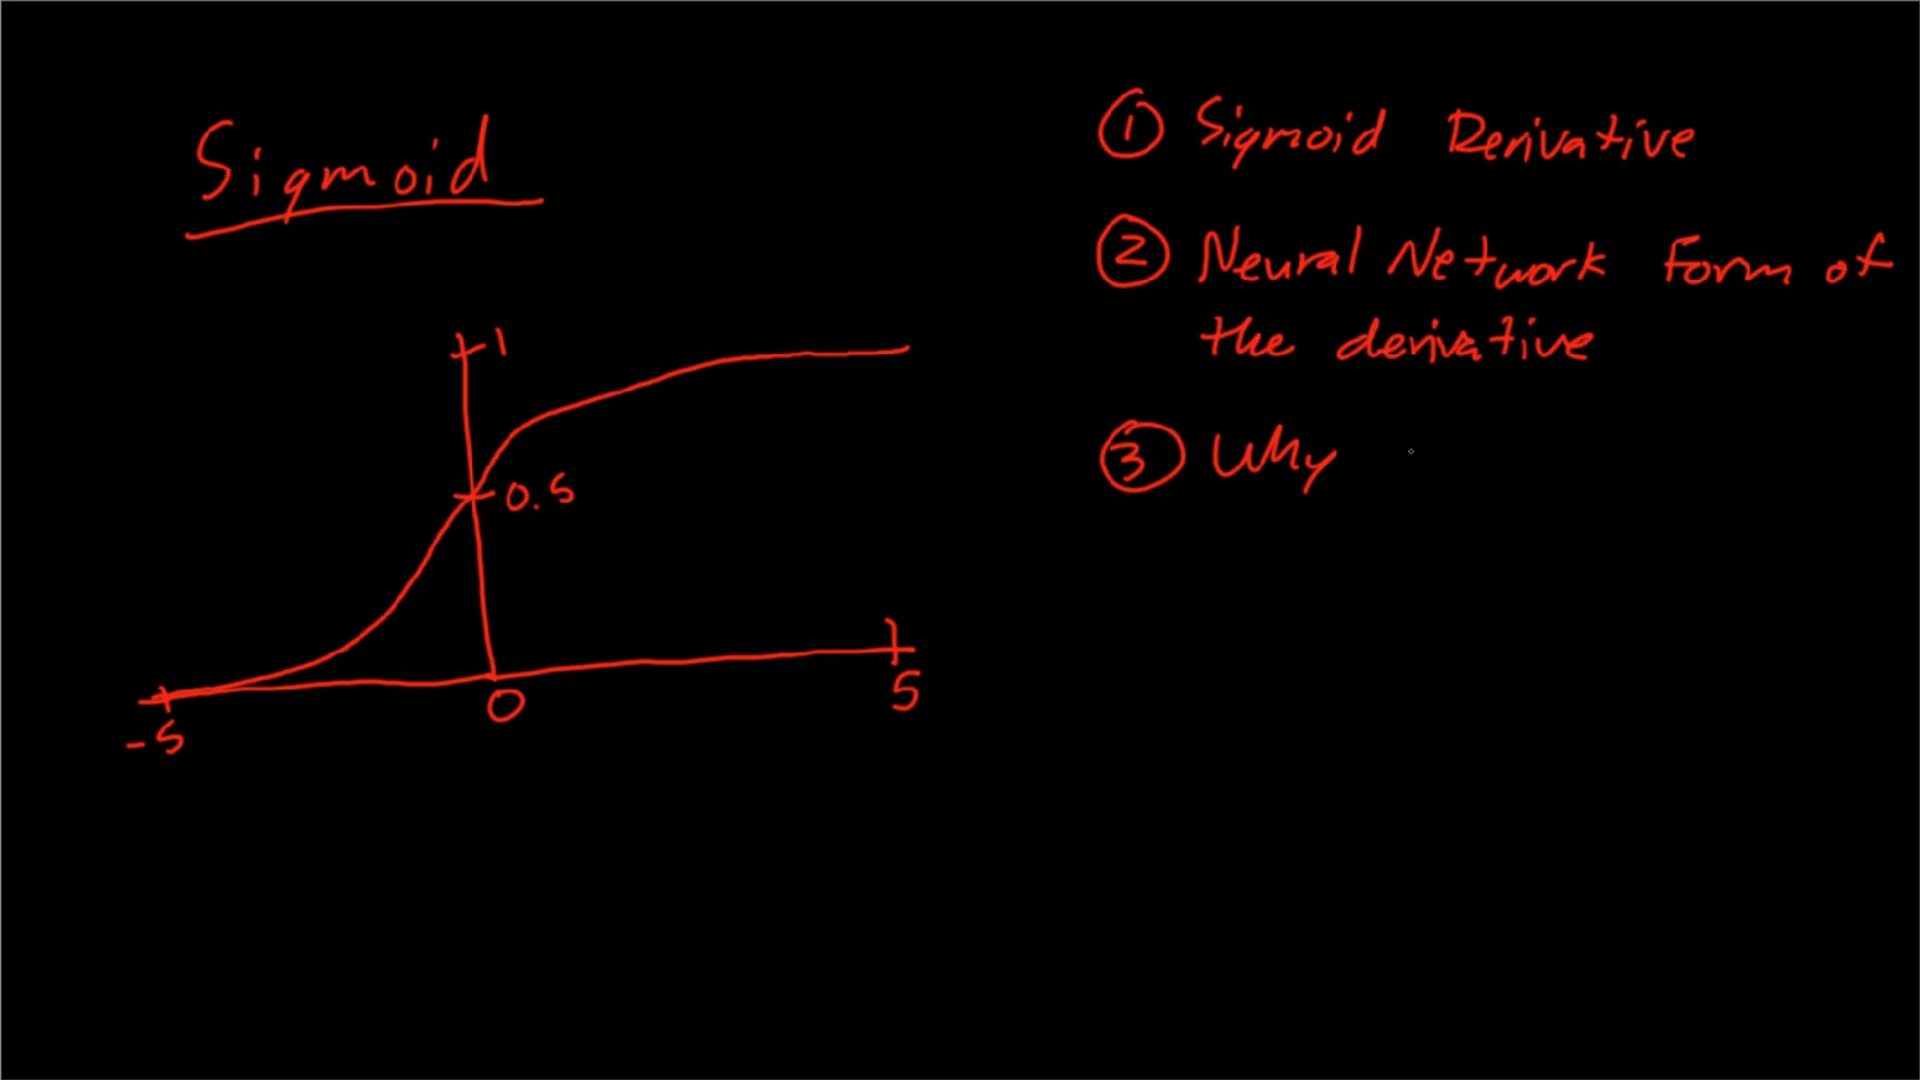 Sigmoid
1
0.5
-5
0
5
① Sigmoid Derivative
② Neural Network Form of
the derivative
③ Why